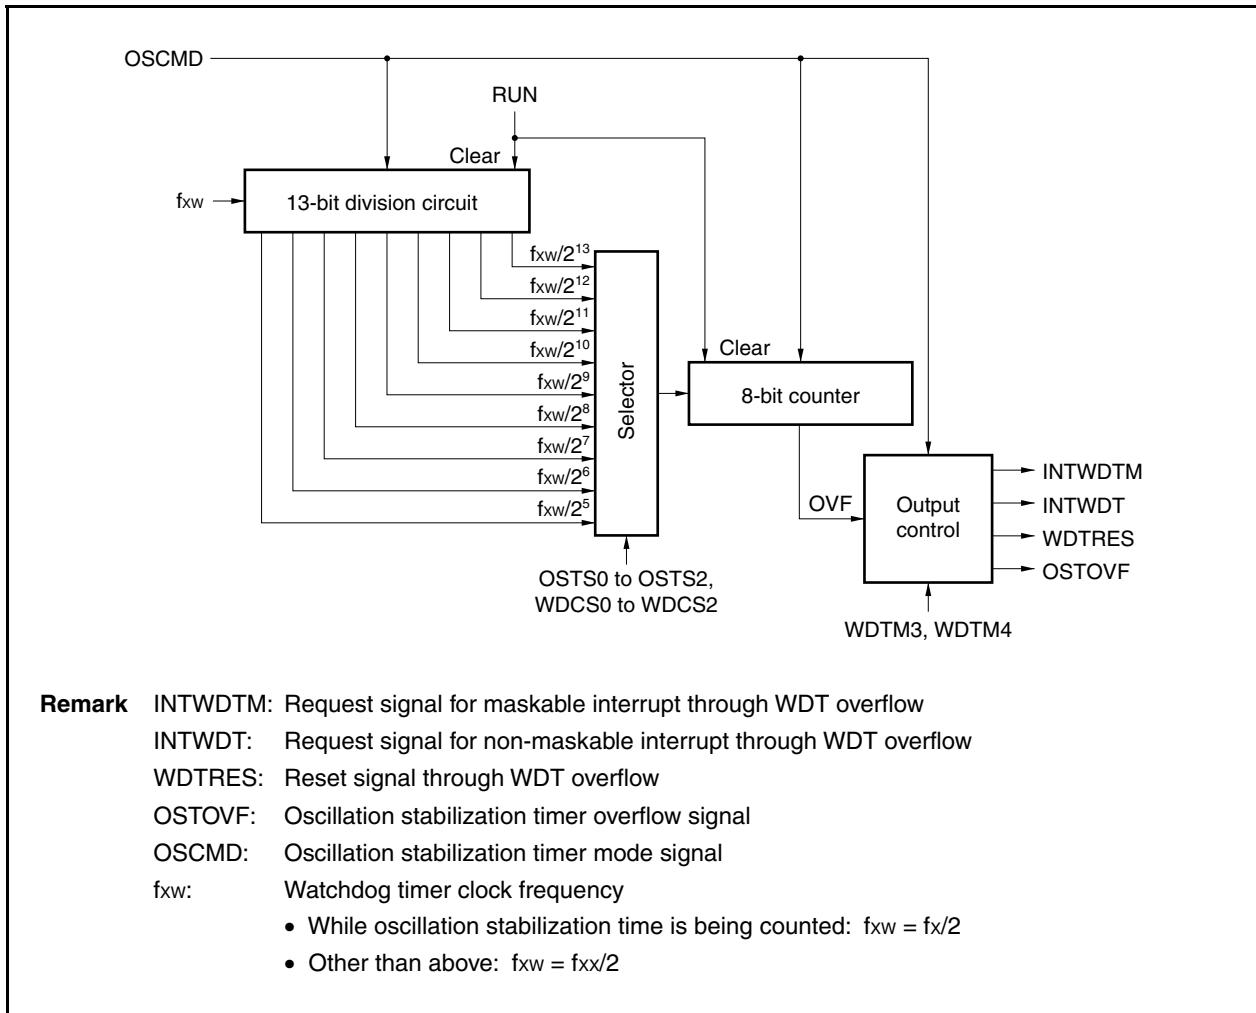 OSCMD
RUN
Clear
fxw
13-bit division circuit
fxw/2¹³
fxw/2¹²
fxw/2¹¹
fxw/2¹⁰
fxw/2⁹
fxw/2⁸
fxw/2⁷
fxw/2⁶
fxw/2⁵
Selector
Clear
8-bit counter
OVF
Output
control
INTWDTM
INTWDT
WDTRES
OSTOVF
OSTS0 to OSTS2,
WDCS0 to WDCS2
WDTM3, WDTM4
Remark INTWDTM: Request signal for maskable interrupt through WDT overflow
INTWDT: Request signal for non-maskable interrupt through WDT overflow
WDTRES: Reset signal through WDT overflow
OSTOVF: Oscillation stabilization timer overflow signal
OSCMD: Oscillation stabilization timer mode signal
fxw: Watchdog timer clock frequency
• While oscillation stabilization time is being counted: fxw = fx/2
• Other than above: fxw = fxx/2